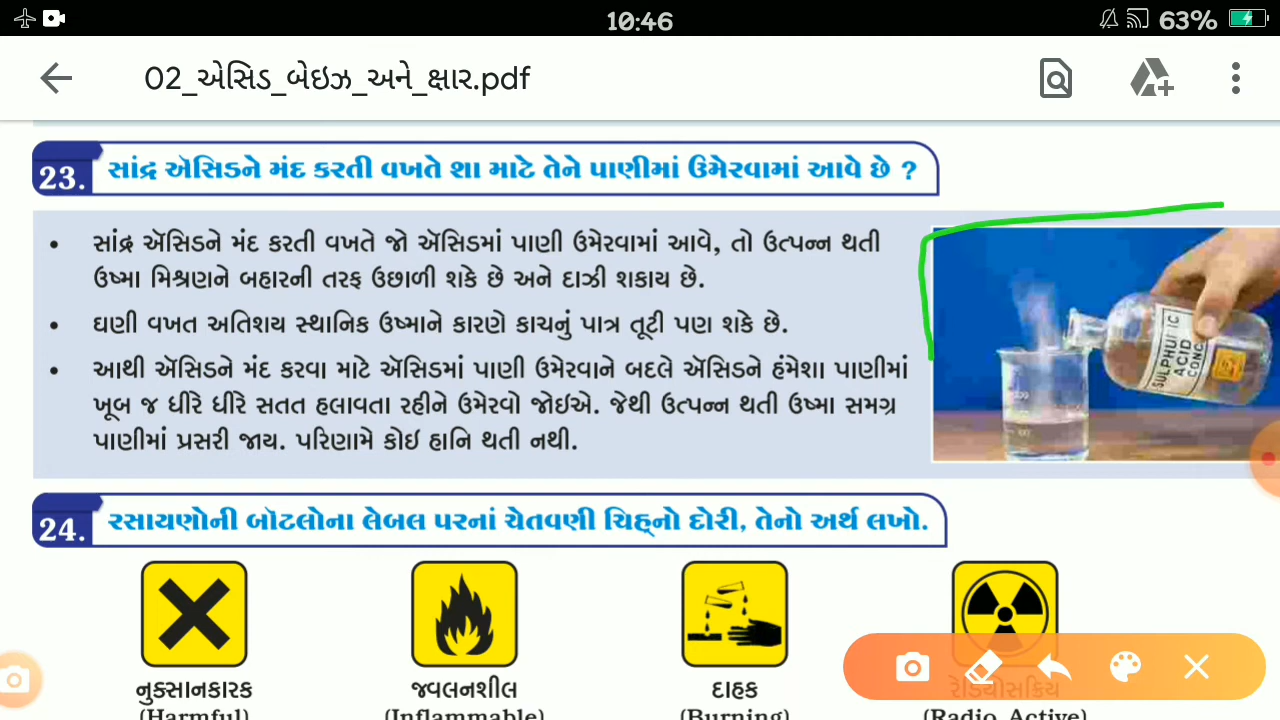 10:46
63%
02_એસિડ_બેઇઝ_અને_ક્ષાર.pdf
23. સાંદ્ર ઍસિડને મંદ કરતી વખતે શા માટે તેને પાણીમાં ઉમેરવામાં આવે છે ?
• સાંદ્ર ઍસિડને મંદ કરતી વખતે જો ઍસિડમાં પાણી ઉમેરવામાં આવે, તો ઉત્પન્ન થતી
ઉષ્મા મિશ્રણને બહારની તરફ ઉછાળી શકે છે અને દાઝી શકાય છે.
• ઘણી વખત અતિશય સ્થાનિક ઉષ્માને કારણે કાચનું પાત્ર તૂટી પણ શકે છે.
• આથી ઍસિડને મંદ કરવા માટે ઍસિડમાં પાણી ઉમેરવાને બદલે ઍસિડને હંમેશા પાણીમાં
ખૂબ જ ધીરે ધીરે સતત હલાવતા રહીને ઉમેરવો જોઇએ. જેથી ઉત્પન્ન થતી ઉષ્મા સમગ્ર
પાણીમાં પ્રસરી જાય. પરિણામે કોઇ હાનિ થતી નથી.
SULPHURIC
ACID
CONC
24. રસાયણોની બૉટલોના લેબલ પરનાં ચેતવણી ચિહ્નો દોરી, તેનો અર્થ લખો.
નુક્સાનકારક
(Harmful)
જ્વલનશીલ
(Inflammable)
દાહક
(Burning)
રેડિયોસક્રિય
(Radio Active)